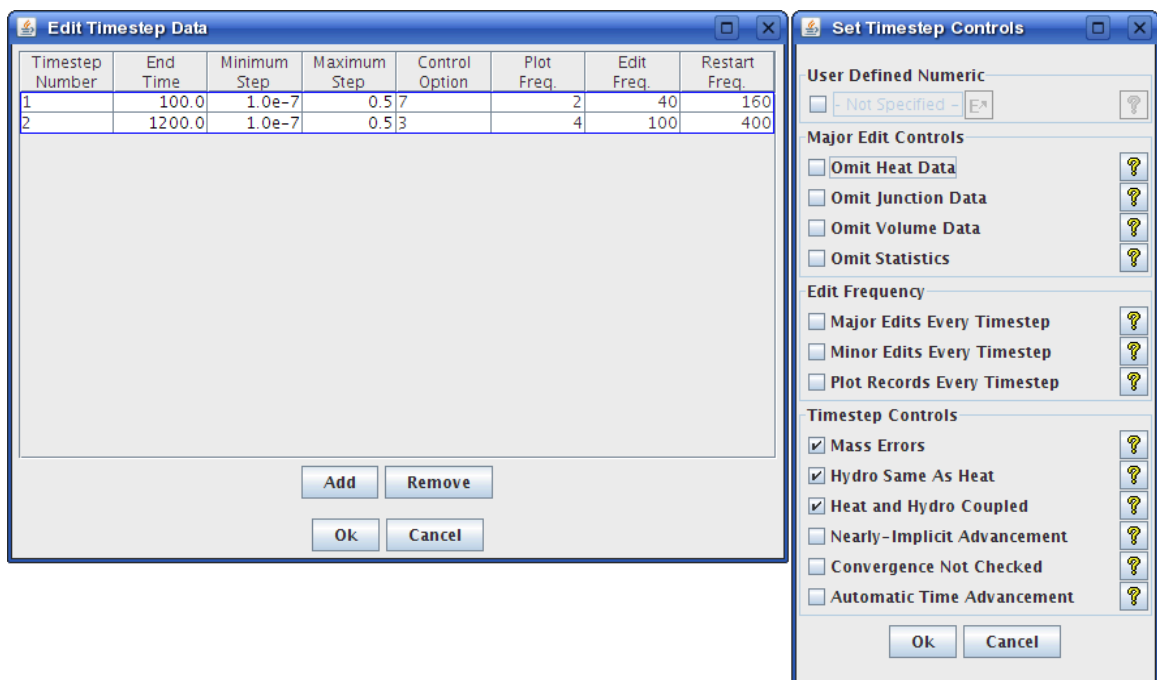 Edit Timestep Data
Timestep Number End Time Minimum Step Maximum Step Control Option Plot Freq. Edit Freq. Restart Freq.
1 100.0 1.0e-7 0.5 7 2 40 160
2 1200.0 1.0e-7 0.5 3 4 100 400
Add Remove
Ok Cancel
Set Timestep Controls
User Defined Numeric
- Not Specified -
Major Edit Controls
Omit Heat Data
Omit Junction Data
Omit Volume Data
Omit Statistics
Edit Frequency
Major Edits Every Timestep
Minor Edits Every Timestep
Plot Records Every Timestep
Timestep Controls
Mass Errors
Hydro Same As Heat
Heat and Hydro Coupled
Nearly-Implicit Advancement
Convergence Not Checked
Automatic Time Advancement
Ok Cancel